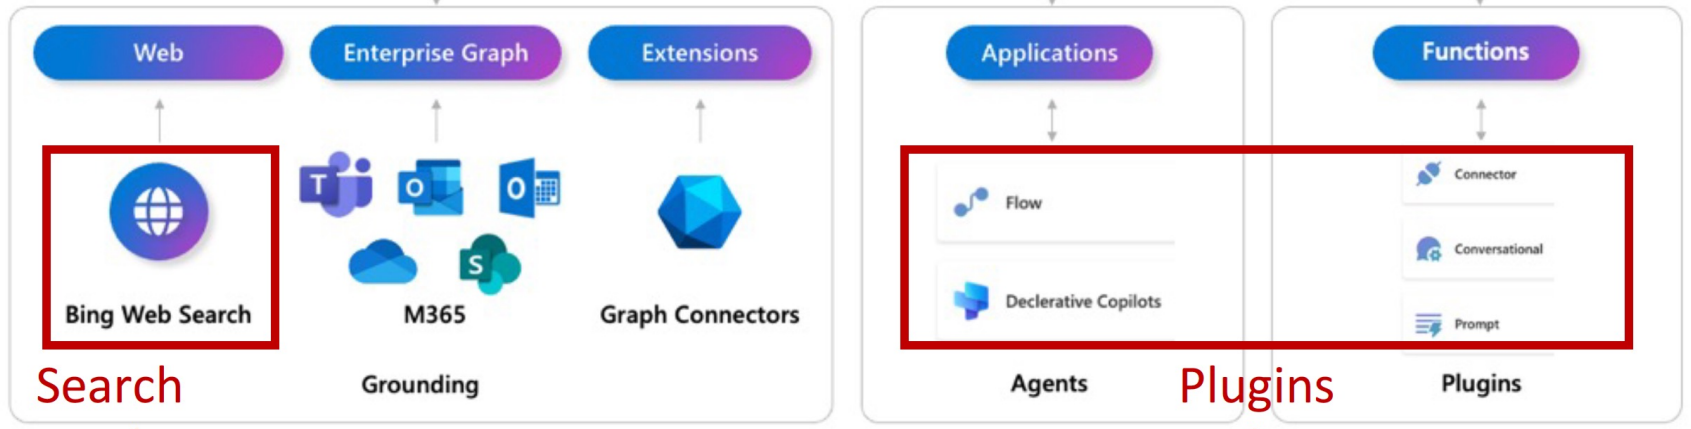 Web
Enterprise Graph
Extensions
Applications
Functions
T
O
O
S
Bing Web Search
M365
Graph Connectors
Flow
Declerative Copilots
Connector
Conversational
Prompt
Search
Grounding
Agents
Plugins
Plugins